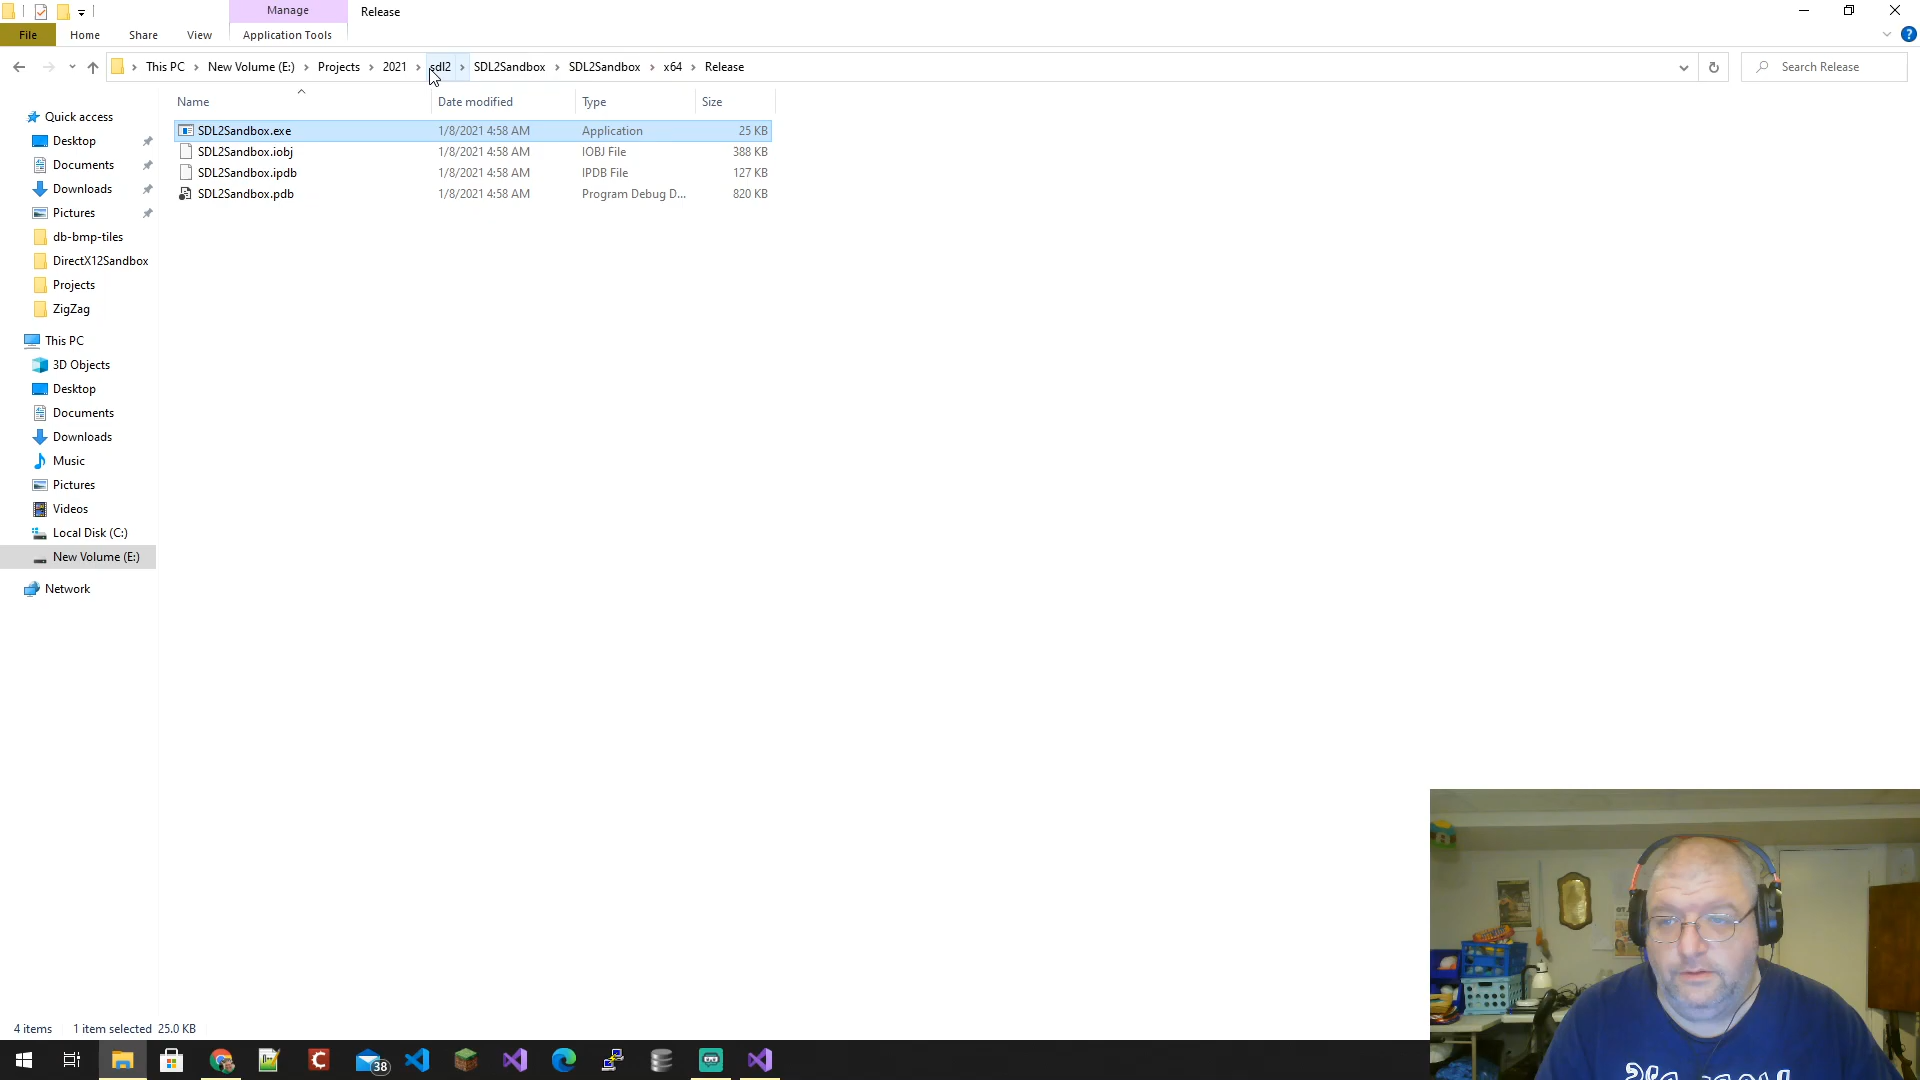 Manage
Release
File
Home
Share
View
Application Tools
This PC
New Volume (E:)
Projects
2021
sdl2
SDL2Sandbox
SDL2Sandbox
x64
Release
Search Release
Name
Date modified
Type
Size
SDL2Sandbox.exe 1/8/2021 4:58 AM Application 25 KB
SDL2Sandbox.iobj 1/8/2021 4:58 AM IOBJ File 388 KB
SDL2Sandbox.ipdb 1/8/2021 4:58 AM IPDB File 127 KB
SDL2Sandbox.pdb 1/8/2021 4:58 AM Program Debug D... 820 KB
Quick access
Desktop
Documents
Downloads
Pictures
db-bmp-tiles
DirectX12Sandbox
Projects
ZigZag
This PC
3D Objects
Desktop
Documents
Downloads
Music
Pictures
Videos
Local Disk (C:)
New Volume (E:)
Network
4 items
1 item selected 25.0 KB
38